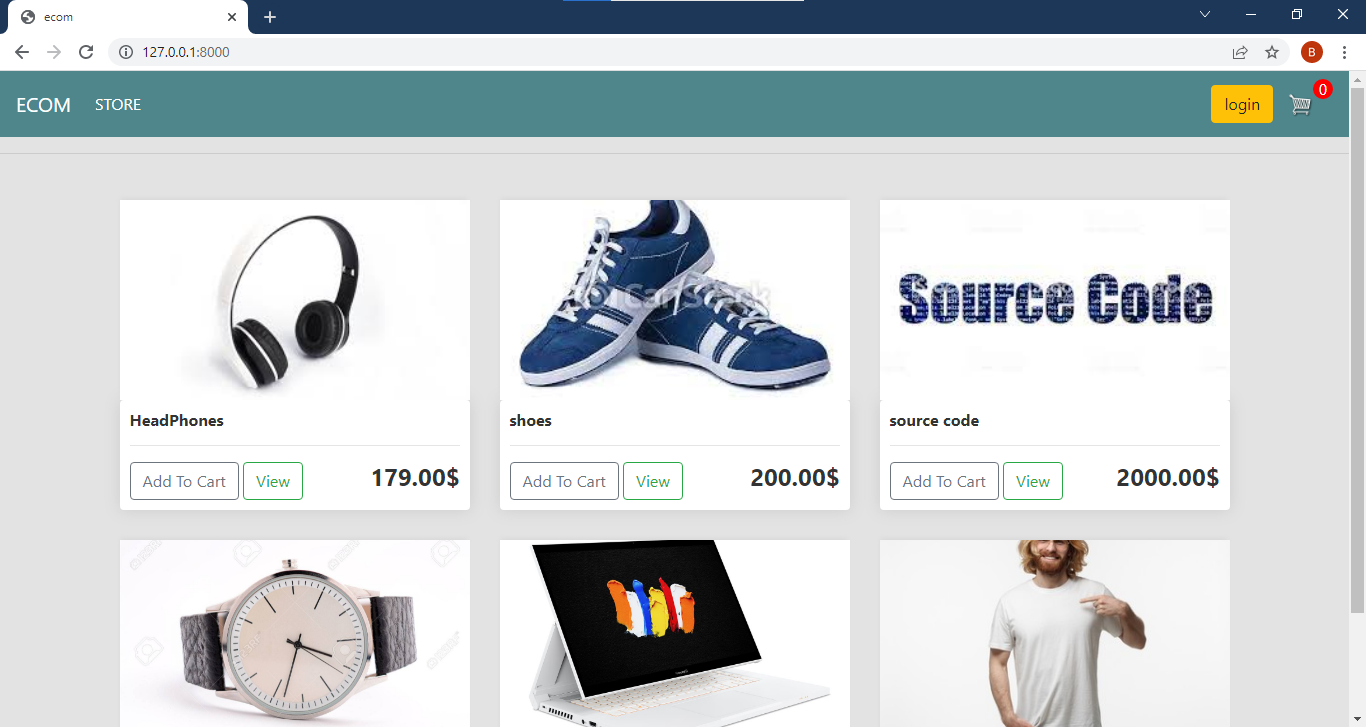 ecom
127.0.0.1:8000
B
ECOM STORE login 0
CanStock
Source Code
HeadPhones
shoes
source code
Add To Cart View 179.00$
Add To Cart View 200.00$
Add To Cart View 2000.00$